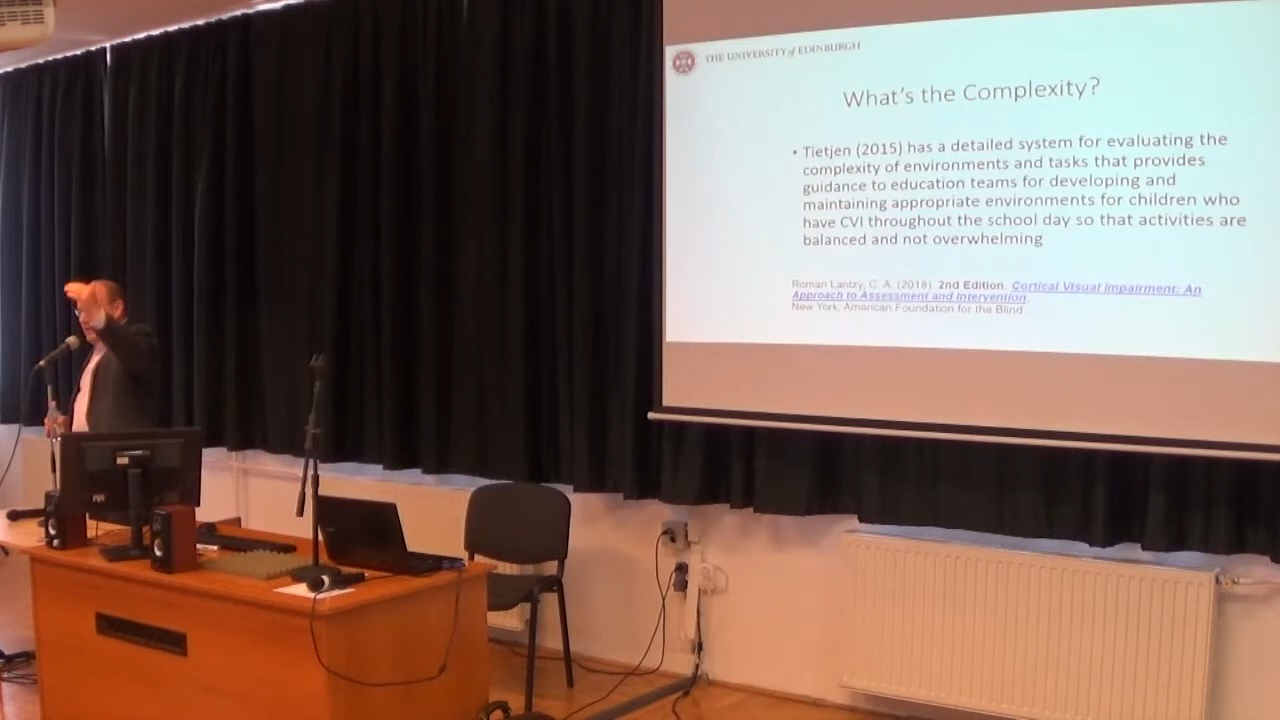 THE UNIVERSITY of EDINBURGH
What's the Complexity?
• Tietjen (2015) has a detailed system for evaluating the
complexity of environments and tasks that provides
guidance to education teams for developing and
maintaining appropriate environments for children who
have CVI throughout the school day so that activities are
balanced and not overwhelming
Roman Lantzy, C. A. (2018). 2nd Edition. Cortical Visual Impairment: An
Approach to Assessment and Intervention
New York: American Foundation for the Blind